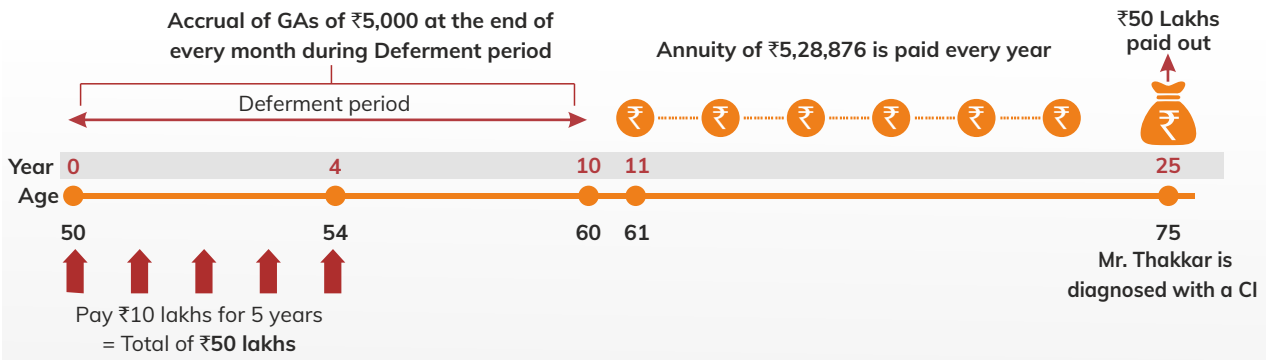 Accrual of GAs of ₹5,000 at the end of
every month during Deferment period
Deferment period
Annuity of ₹5,28,876 is paid every year
₹50 Lakhs
paid out
₹ ₹ ₹ ₹ ₹ ₹ ₹
Year 0 4 10 11 25
Age
50 54 60 61 75
Pay ₹10 lakhs for 5 years
= Total of ₹50 lakhs
Mr. Thakkar is
diagnosed with a CI